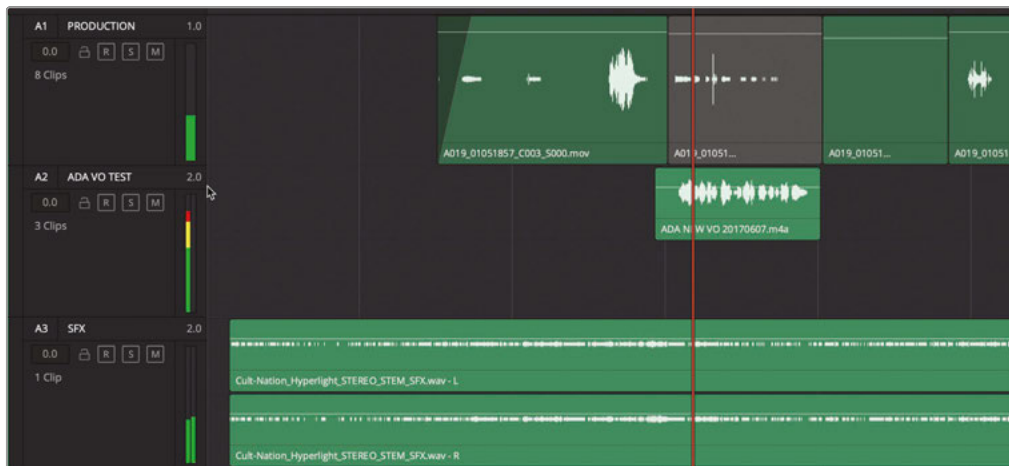 A1 PRODUCTION 1.0
0.0 R S M
8 Clips
A019_01051857_C003_S000.mov
A019_01051...
A019_01051...
A019_01051
A2 ADA VO TEST 2.0
0.0 R S M
3 Clips
ADA NEW VO 20170607.m4a
A3 SFX 2.0
0.0 R S M
1 Clip
Cult-Nation_Hyperlight_STEREO_STEM_SFX.wav - L
Cult-Nation_Hyperlight_STEREO_STEM_SFX.wav - R